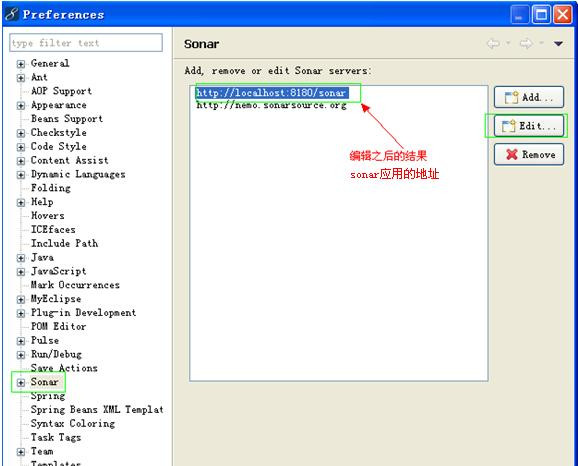 Preferences
type filter text
Sonar
General
Ant
AOP Support
Appearance
Beans Support
Checkstyle
Code Style
Content Assist
Dynamic Languages
Folding
Help
Hovers
ICEfaces
Include Path
Java
JavaScript
Mark Occurrences
MyEclipse
Plug-in Development
POM Editor
Pulse
Run/Debug
Save Actions
Sonar
Spring
Spring Beans XML Templat
Syntax Coloring
Task Tags
Team
Templates
Add, remove or edit Sonar servers:
http://localhost:8180/sonar
http://nemo.sonarsource.org
编辑之后的结果
sonar应用的地址
Add...
Edit...
Remove